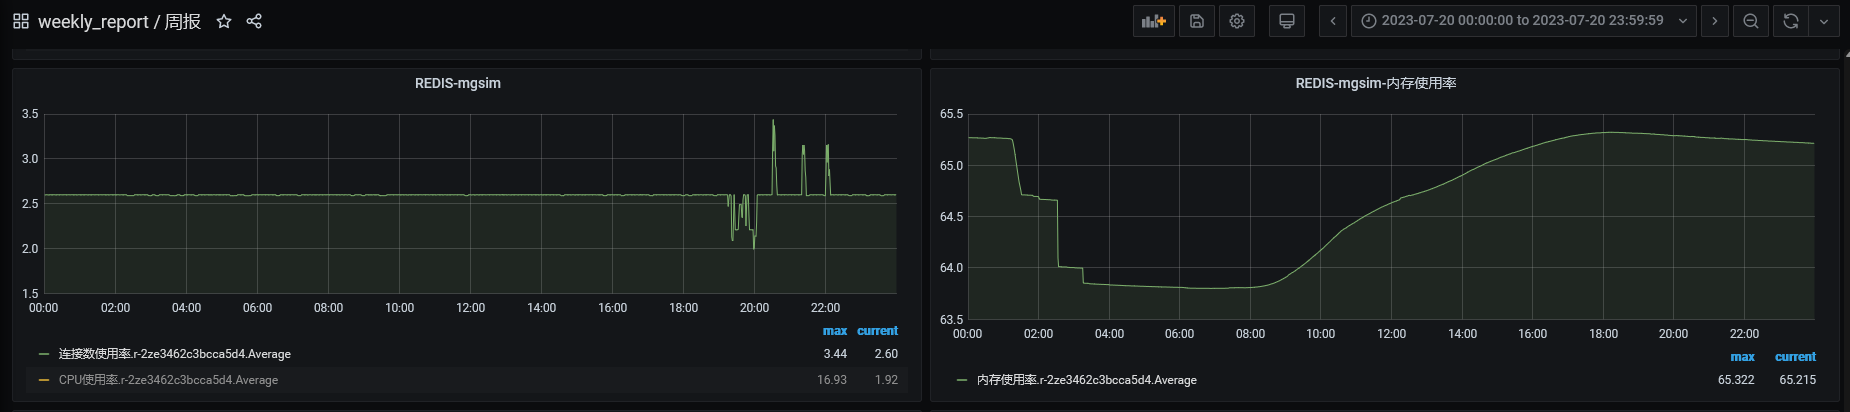 weekly_report / 周报
2023-07-20 00:00:00 to 2023-07-20 23:59:59
REDIS-mgsim
3.5
3.0
2.5
2.0
1.5
00:00 02:00 04:00 06:00 08:00 10:00 12:00 14:00 16:00 18:00 20:00 22:00
max current
连接数使用率.r-2ze3462c3bcca5d4.Average 3.44 2.60
CPU使用率.r-2ze3462c3bcca5d4.Average 16.93 1.92
REDIS-mgsim-内存使用率
65.5
65.0
64.5
64.0
63.5
00:00 02:00 04:00 06:00 08:00 10:00 12:00 14:00 16:00 18:00 20:00 22:00
max current
内存使用率.r-2ze3462c3bcca5d4.Average 65.322 65.215